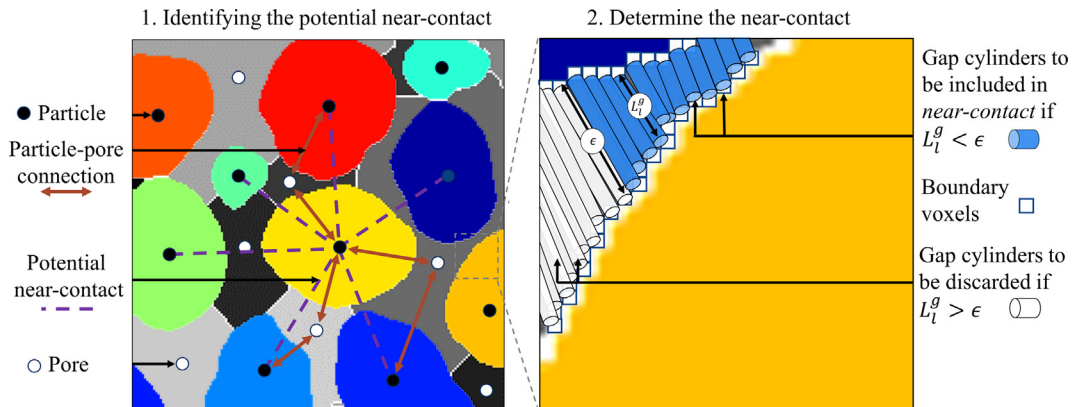 1. Identifying the potential near-contact
2. Determine the near-contact
Particle
Particle-pore
connection
Potential
near-contact
Pore
ϵ
L_l^g
Gap cylinders to
be included in
near-contact if
L_l^g < ϵ
Boundary
voxels
Gap cylinders to
be discarded if
L_l^g > ϵ